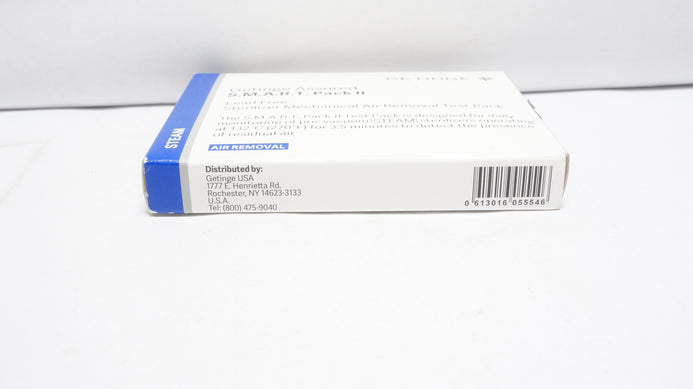 GETINGE
Getinge Assured
S.M.A.R.T. Pack II
Lead Free
Sterilizer Mechanical Air Removal Test Pack
The S.M.A.R.T. Pack II Test Pack is designed for daily
monitoring of pre-vacuum (STEAM) sterilizers operating
at 132°C (270°F) for 3.5 minutes to detect the presence
of residual air
AIR REMOVAL
STEAM
Distributed by:
Getinge USA
1777 E. Henrietta Rd.
Rochester, NY 14623-3133
U.S.A.
Tel: (800) 475-9040
0 613016 055546